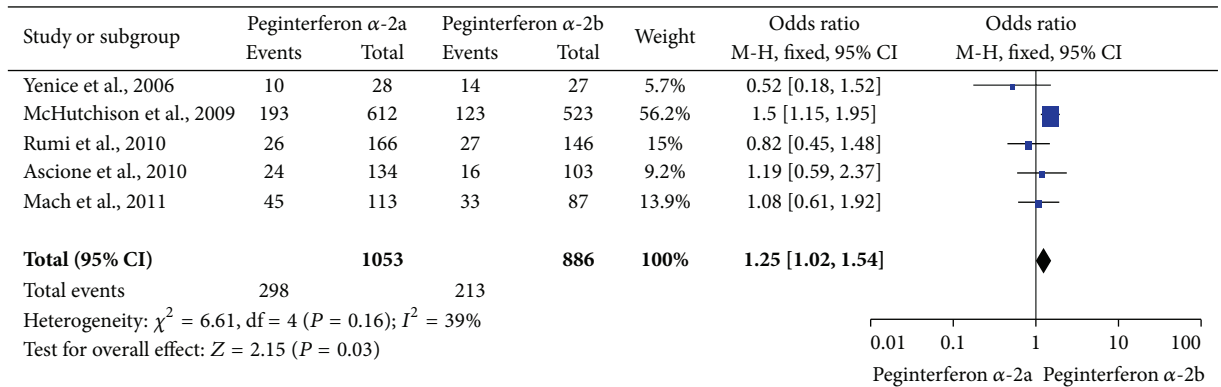 Study or subgroup Peginterferon α-2a Peginterferon α-2b Weight Odds ratio Odds ratio
Events Total Events Total M-H, fixed, 95% CI M-H, fixed, 95% CI
Yenice et al., 2006 10 28 14 27 5.7% 0.52 [0.18, 1.52]
McHutchison et al., 2009 193 612 123 523 56.2% 1.5 [1.15, 1.95]
Rumi et al., 2010 26 166 27 146 15% 0.82 [0.45, 1.48]
Ascione et al., 2010 24 134 16 103 9.2% 1.19 [0.59, 2.37]
Mach et al., 2011 45 113 33 87 13.9% 1.08 [0.61, 1.92]
Total (95% CI) 1053 886 100% 1.25 [1.02, 1.54]
Total events 298 213
Heterogeneity: χ² = 6.61, df = 4 (P = 0.16); I² = 39%
Test for overall effect: Z = 2.15 (P = 0.03)
0.01 0.1 1 10 100
Peginterferon α-2a Peginterferon α-2b